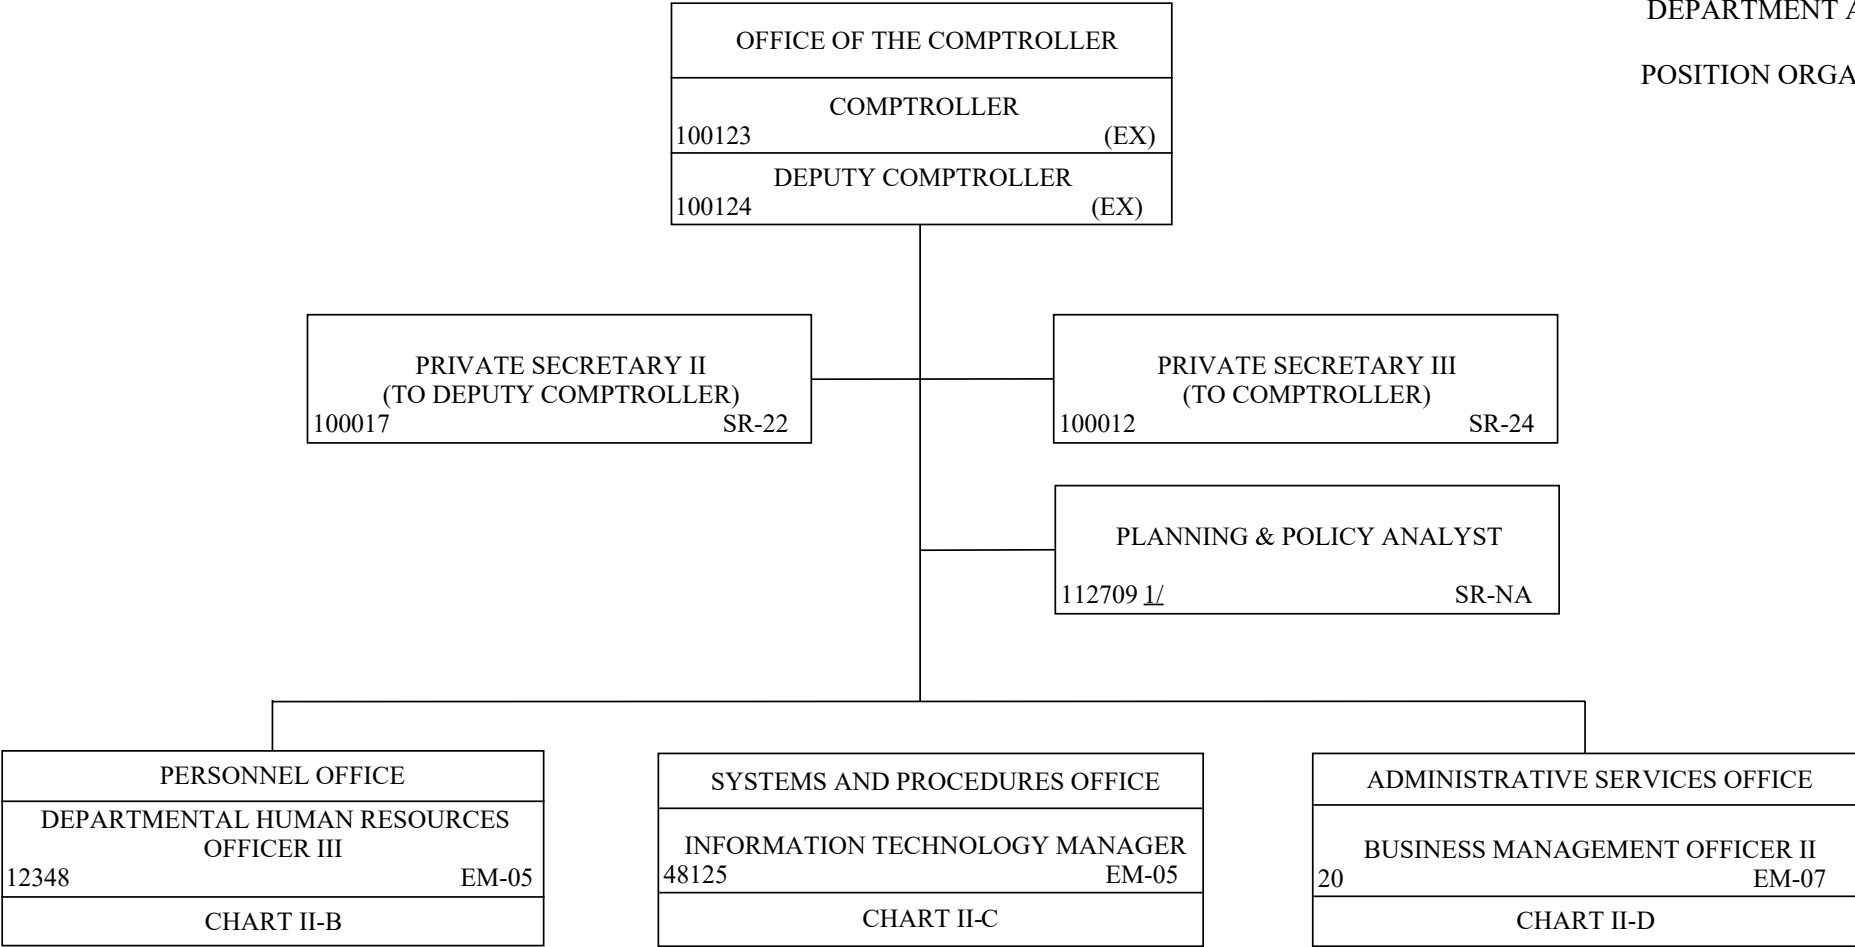 DEPARTMENT A
POSITION ORGA
OFFICE OF THE COMPTROLLER
COMPTROLLER
100123 (EX)
DEPUTY COMPTROLLER
100124 (EX)
PRIVATE SECRETARY II
(TO DEPUTY COMPTROLLER)
100017 SR-22
PRIVATE SECRETARY III
(TO COMPTROLLER)
100012 SR-24
PLANNING & POLICY ANALYST
112709 1/ SR-NA
PERSONNEL OFFICE
DEPARTMENTAL HUMAN RESOURCES
OFFICER III
12348 EM-05
CHART II-B
SYSTEMS AND PROCEDURES OFFICE
INFORMATION TECHNOLOGY MANAGER
48125 EM-05
CHART II-C
ADMINISTRATIVE SERVICES OFFICE
BUSINESS MANAGEMENT OFFICER II
20 EM-07
CHART II-D